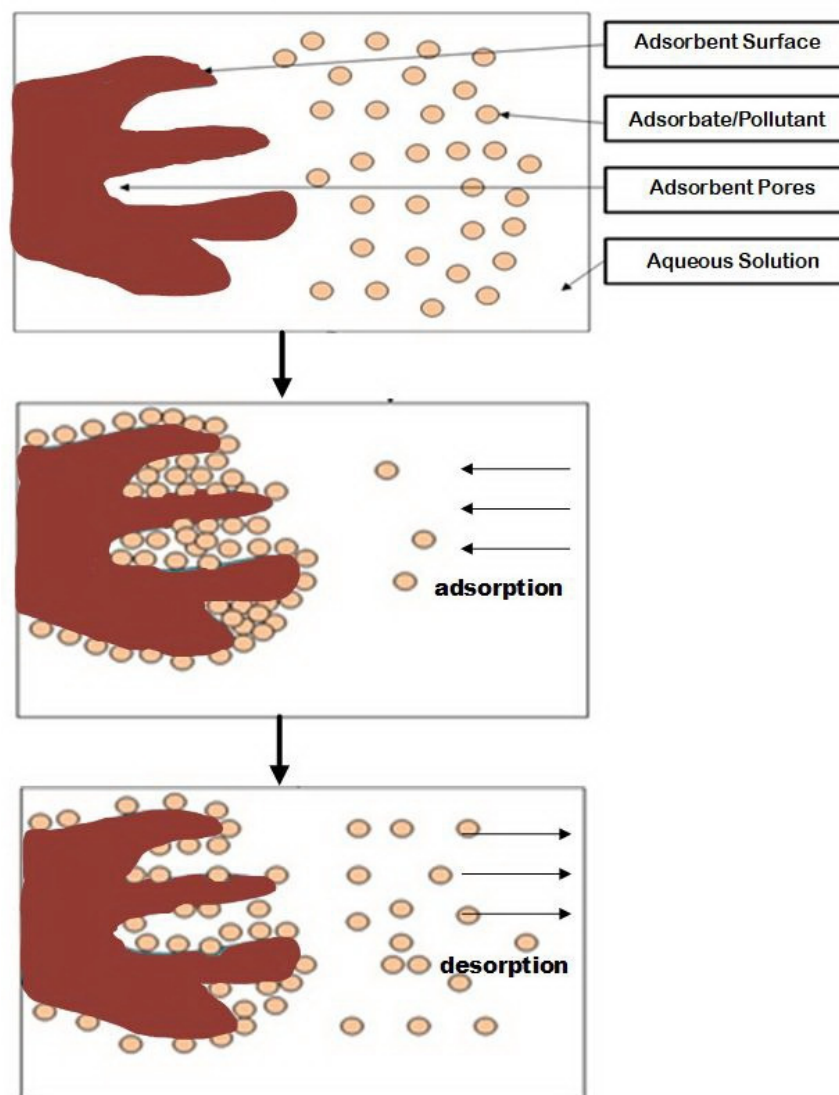 Adsorbent Surface
Adsorbate/Pollutant
Adsorbent Pores
Aqueous Solution
adsorption
desorption